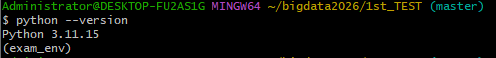 Administrator@DESKTOP-FU2AS1G MINGW64 ~/bigdata2026/1st_TEST (master)
$ python --version
Python 3.11.15
(exam_env)